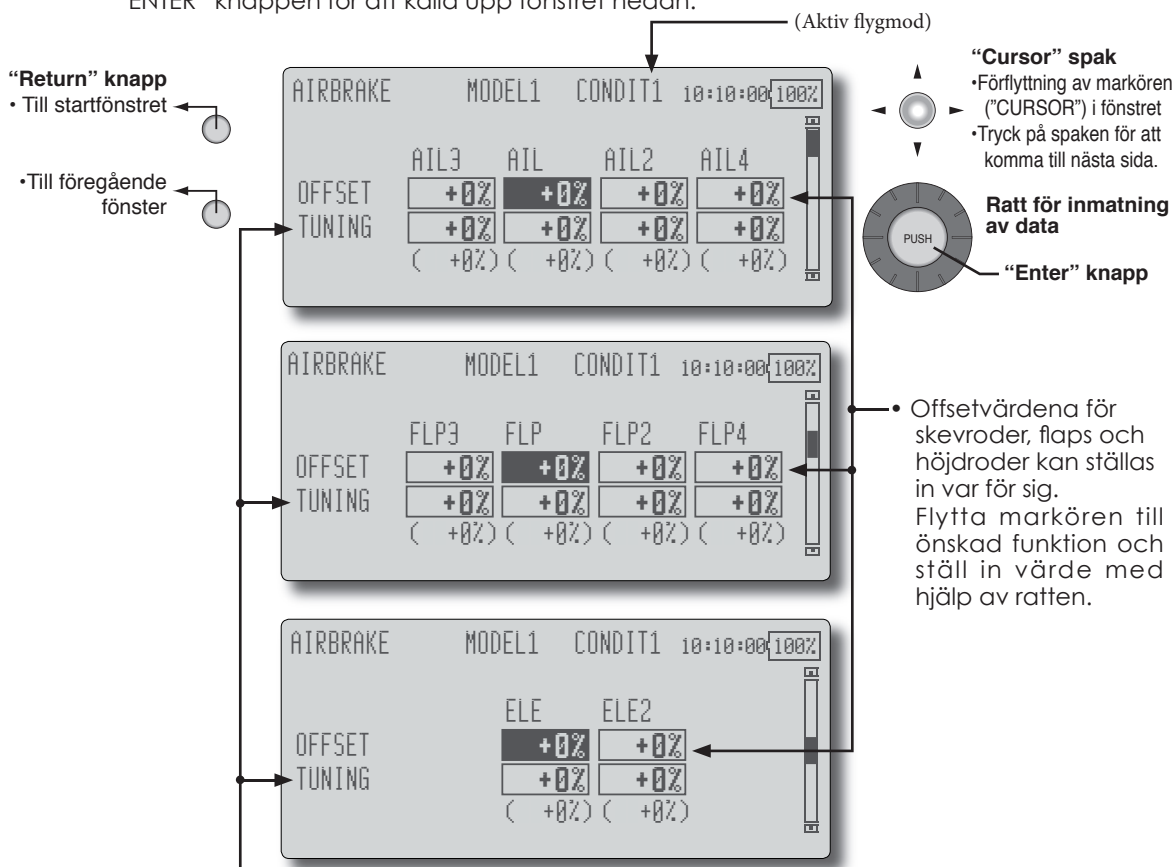 ENTER" knappen för att kalla upp fönstret nedan.
(Aktiv flygmod)
“Return” knapp
• Till startfönstret
•Till föregående
fönster
AIRBRAKE MODEL1 CONDIT1 10:10:00 100%
AIL3 AIL AIL2 AIL4
OFFSET +0% +0% +0% +0%
TUNING +0% +0% +0% +0%
( +0%) ( +0%) ( +0%) ( +0%)
“Cursor” spak
•Förflyttning av markören
("CURSOR") i fönstret
•Tryck på spaken för att
komma till nästa sida.
Ratt för inmatning
av data
PUSH
“Enter” knapp
AIRBRAKE MODEL1 CONDIT1 10:10:00 100%
FLP3 FLP FLP2 FLP4
OFFSET +0% +0% +0% +0%
TUNING +0% +0% +0% +0%
( +0%) ( +0%) ( +0%) ( +0%)
• Offsetvärdena för
skevroder, flaps och
höjdroder kan ställas
in var för sig.
Flytta markören till
önskad funktion och
ställ in värde med
hjälp av ratten.
AIRBRAKE MODEL1 CONDIT1 10:10:00 100%
ELE ELE2
OFFSET +0% +0%
TUNING +0% +0%
( +0%) ( +0%)